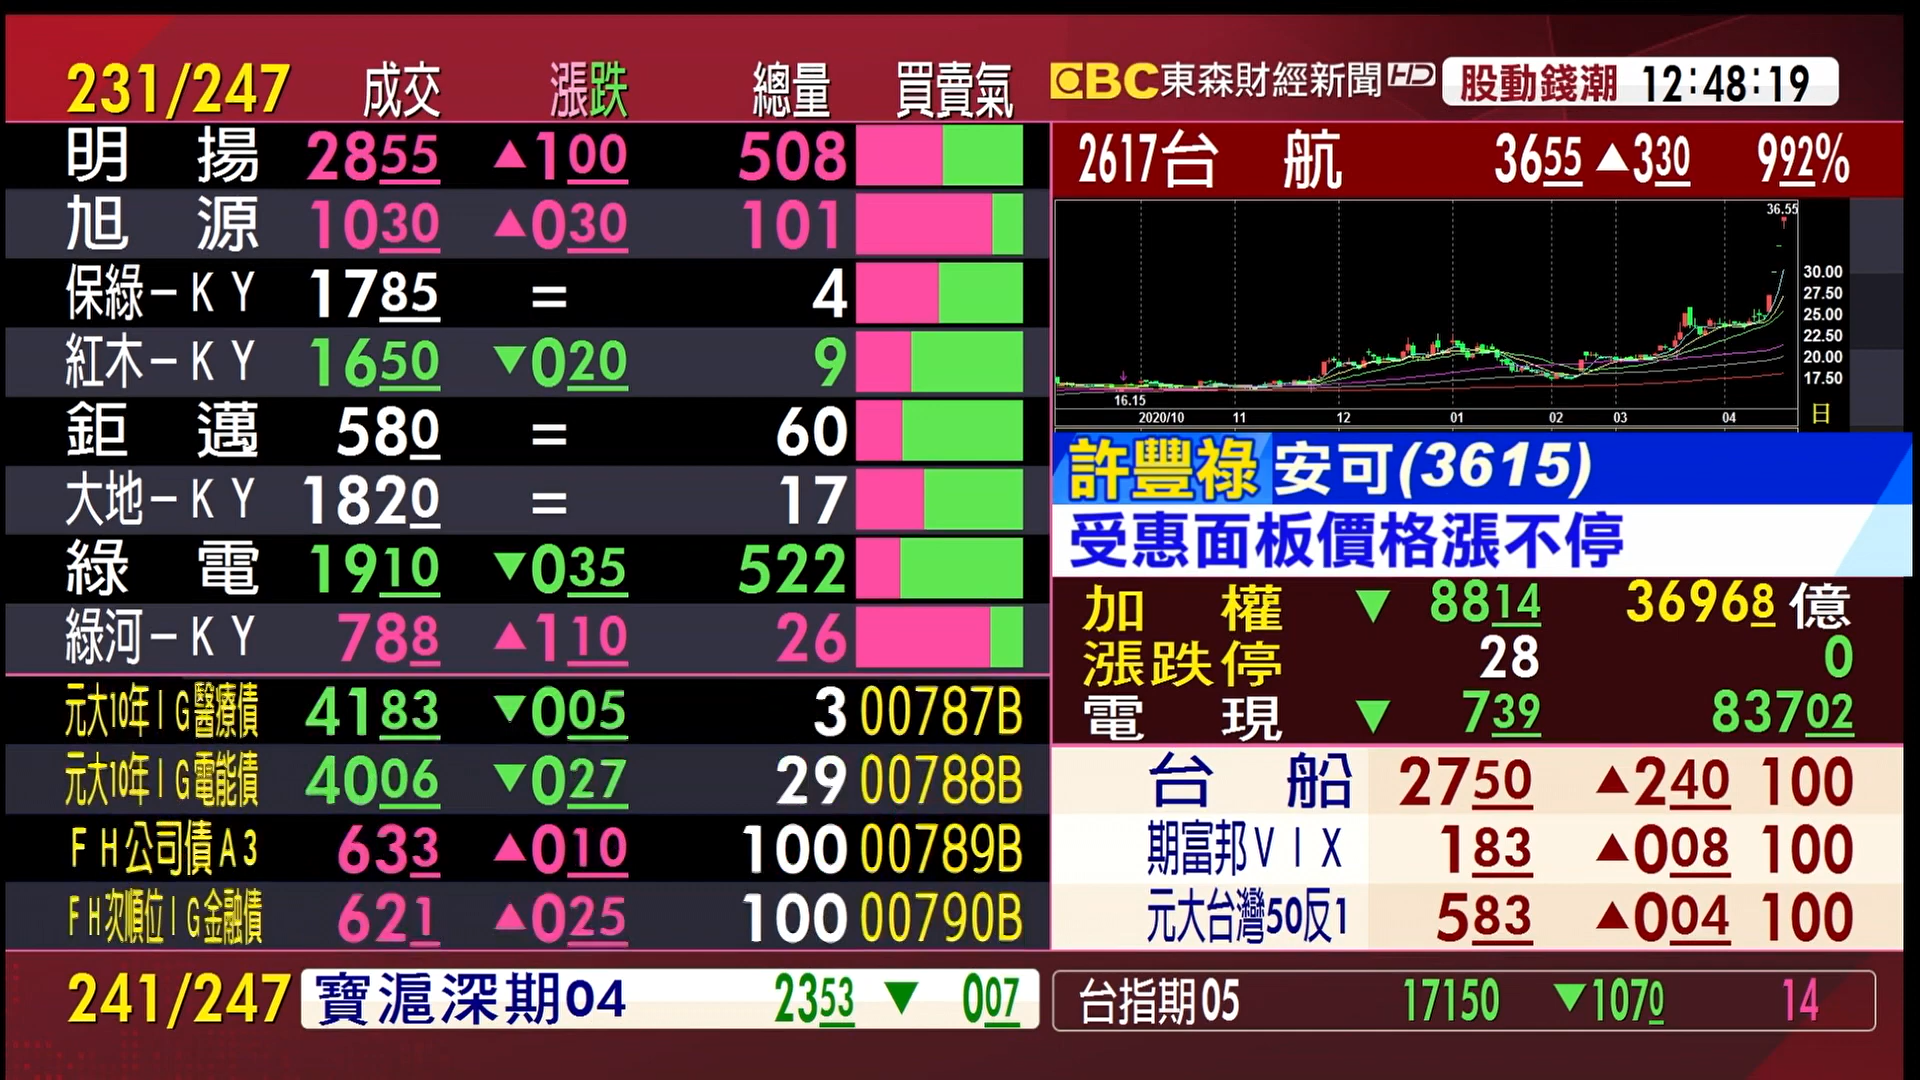 231/247 成交 漲跌 總量 買賣氣
明揚 2855 ▲100 508
旭源 1030 ▲030 101
保綠-KY 1785 = 4
紅木-KY 1650 ▼020 9
鉅邁 580 = 60
大地-KY 1820 = 17
綠電 1910 ▼035 522
綠河-KY 788 ▲110 26
元大10年IG醫療債 4183 ▼005 3 00787B
元大10年IG電能債 4006 ▼027 29 00788B
FH公司債A3 633 ▲010 100 00789B
FH次順位IG金融債 621 ▲025 100 00790B
241/247 寶滬深期04 2353 ▼ 007
EBC東森財經新聞HD 股動錢潮 12:48:19
2617台航 3655 ▲330 992%
36.55
30.00
27.50
25.00
22.50
20.00
17.50
16.15
2020/10 11 12 01 02 03 04 日
許豐祿 安可(3615)
受惠面板價格漲不停
加權 ▼ 8814 36968億
漲跌停 28 0
電現 ▼ 739 83702
台船 2750 ▲240 100
期富邦VIX 183 ▲008 100
元大台灣50反1 583 ▲004 100
台指期05 17150 ▼1070 14